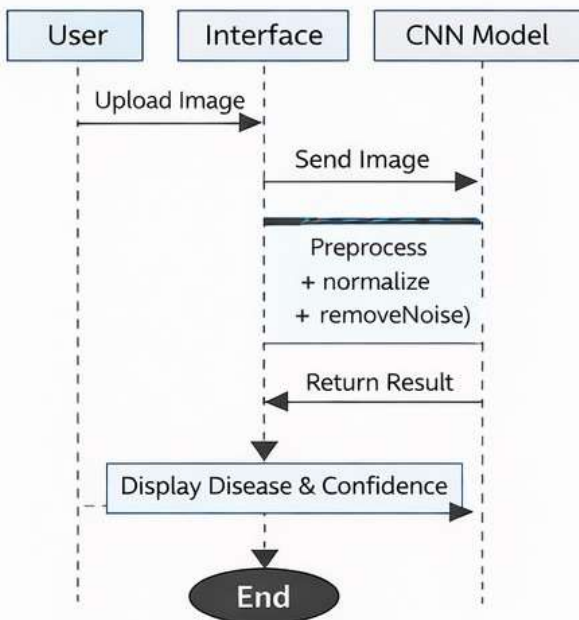 User
Interface
CNN Model
Upload Image
Send Image
Preprocess
+ normalize
+ removeNoise)
Return Result
Display Disease & Confidence
End